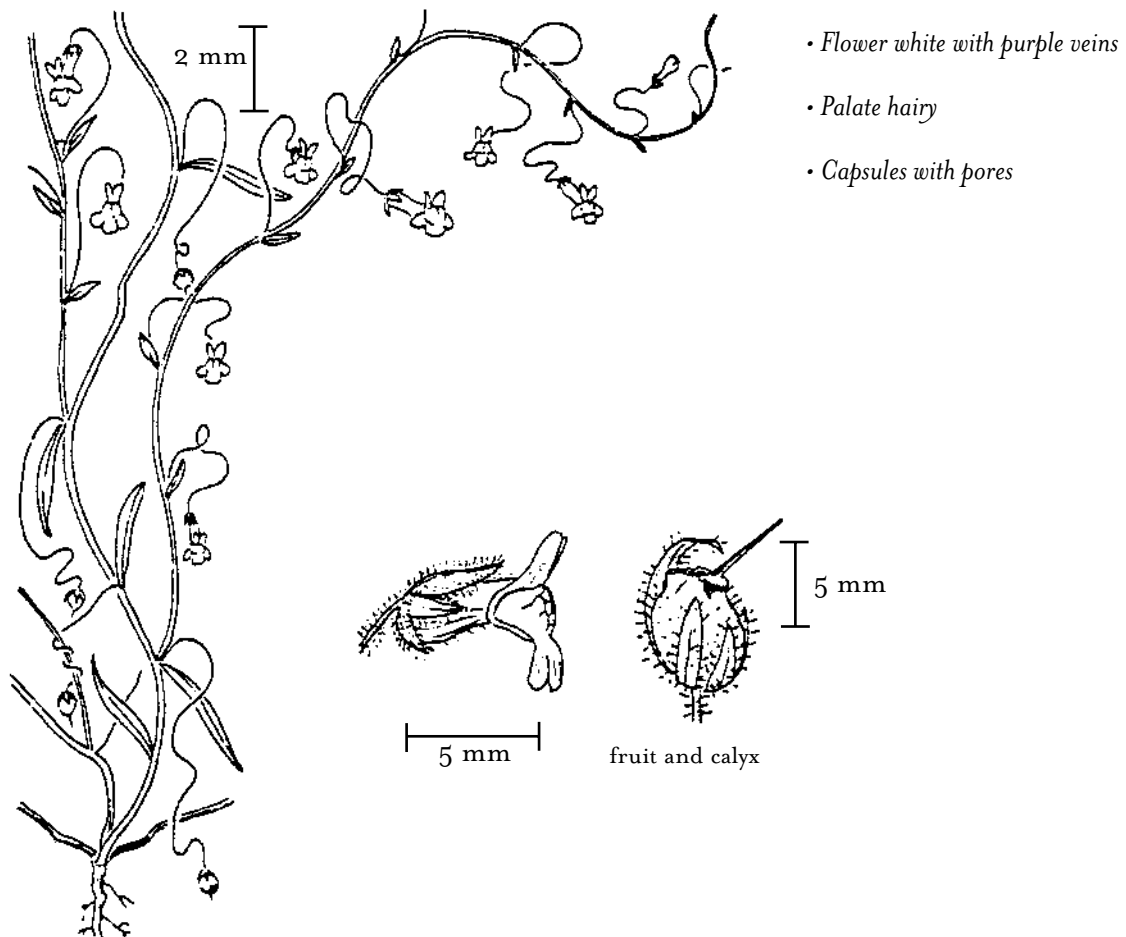 2 mm
• Flower white with purple veins
• Palate hairy
• Capsules with pores
5 mm
5 mm
fruit and calyx